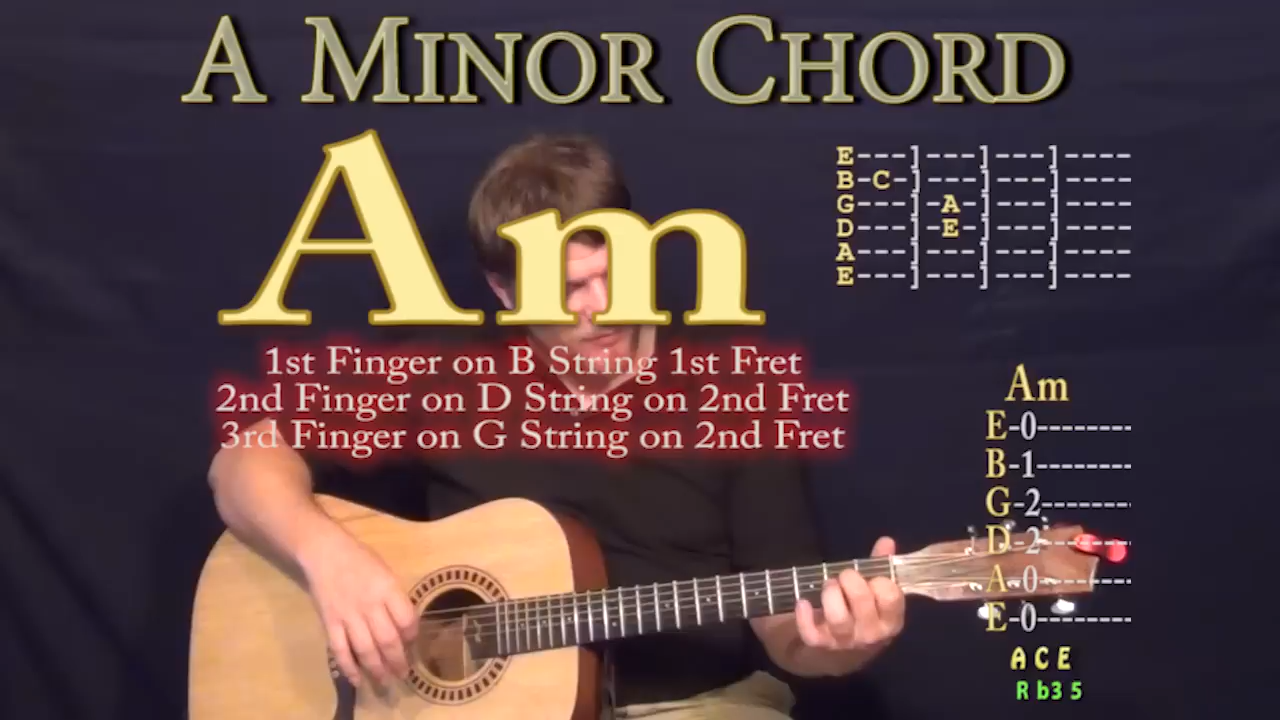 A MINOR CHORD
Am
1st Finger on B String 1st Fret
2nd Finger on D String on 2nd Fret
3rd Finger on G String on 2nd Fret
E---]---]---]----
B-C-]---]---]----
G---]-A-]---]----
D---]-E-]---]----
A---]---]---]----
E---]---]---]----
Am
E-0--------
B-1--------
G-2--------
D-2--------
A-0--------
E-0--------
A C E
R b3 5